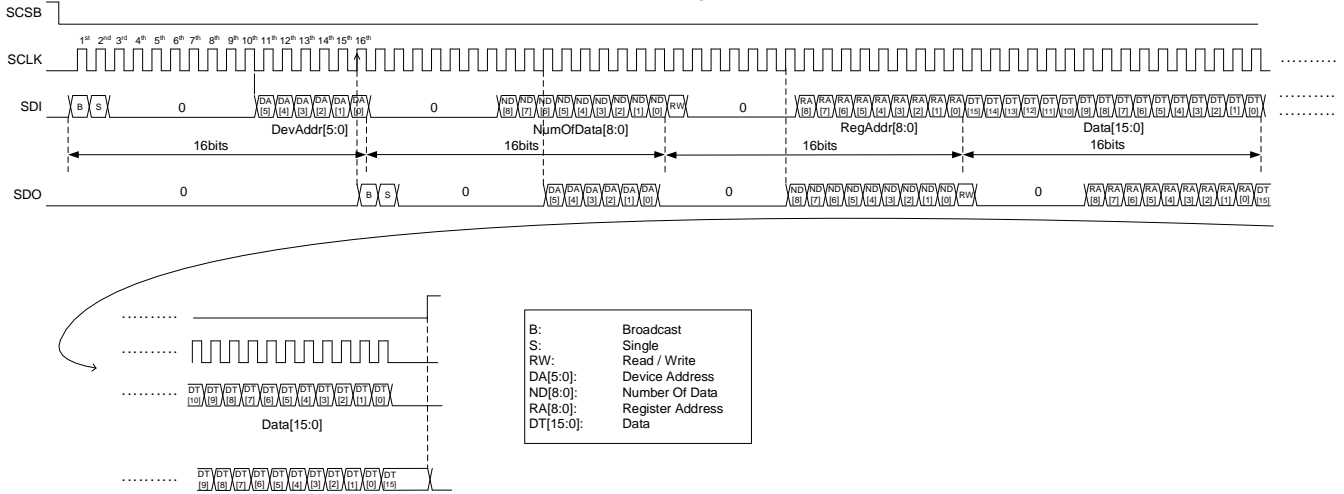 SCSB
1st 2nd 3rd 4th 5th 6th 7th 8th 9th 10th 11th 12th 13th 14th 15th 16th
SCLK
SDI
B S 0 DA[5] DA[4] DA[3] DA[2] DA[1] DA[0] 0 ND[8] ND[7] ND[6] ND[5] ND[4] ND[3] ND[2] ND[1] ND[0] RW 0 RA[8] RA[7] RA[6] RA[5] RA[4] RA[3] RA[2] RA[1] RA[0] DT[15] DT[14] DT[13] DT[12] DT[11] DT[10] DT[9] DT[8] DT[7] DT[6] DT[5] DT[4] DT[3] DT[2] DT[1] DT[0]
DevAddr[5:0] NumOfData[8:0] RegAddr[8:0] Data[15:0]
16bits 16bits 16bits 16bits
SDO
0 B S 0 DA[5] DA[4] DA[3] DA[2] DA[1] DA[0] 0 ND[8] ND[7] ND[6] ND[5] ND[4] ND[3] ND[2] ND[1] ND[0] RW 0 RA[8] RA[7] RA[6] RA[5] RA[4] RA[3] RA[2] RA[1] RA[0] DT[15]
DT[10] DT[9] DT[8] DT[7] DT[6] DT[5] DT[4] DT[3] DT[2] DT[1] DT[0]
Data[15:0]
DT[9] DT[8] DT[7] DT[6] DT[5] DT[4] DT[3] DT[2] DT[1] DT[0] DT[15]
B: Broadcast
S: Single
RW: Read / Write
DA[5:0]: Device Address
ND[8:0]: Number Of Data
RA[8:0]: Register Address
DT[15:0]: Data